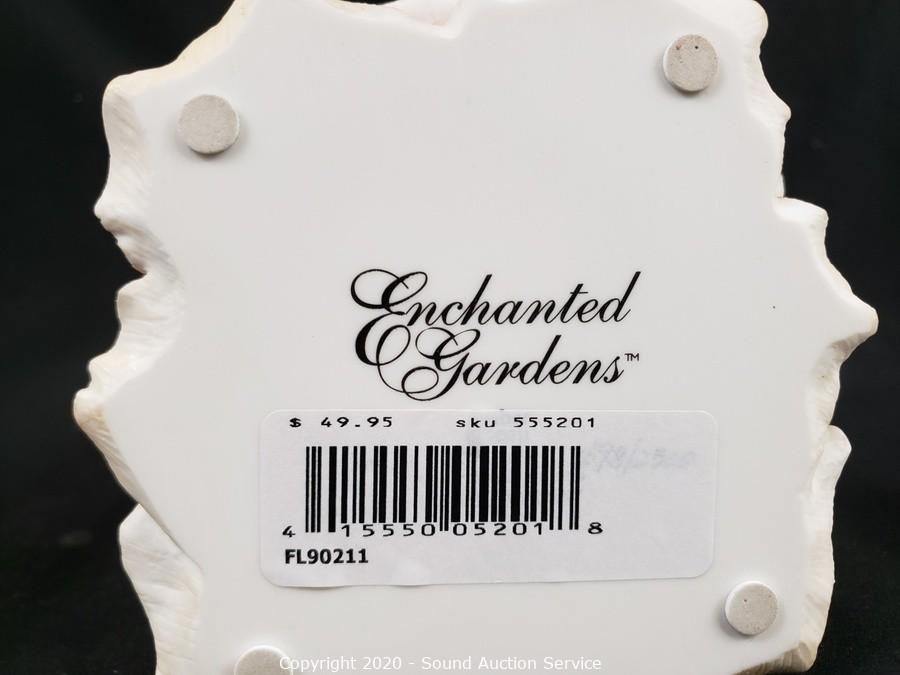 Enchanted
Gardens™
$ 49.95 sku 555201
4 15550 05201 8
FL90211
Copyright 2020 - Sound Auction Service